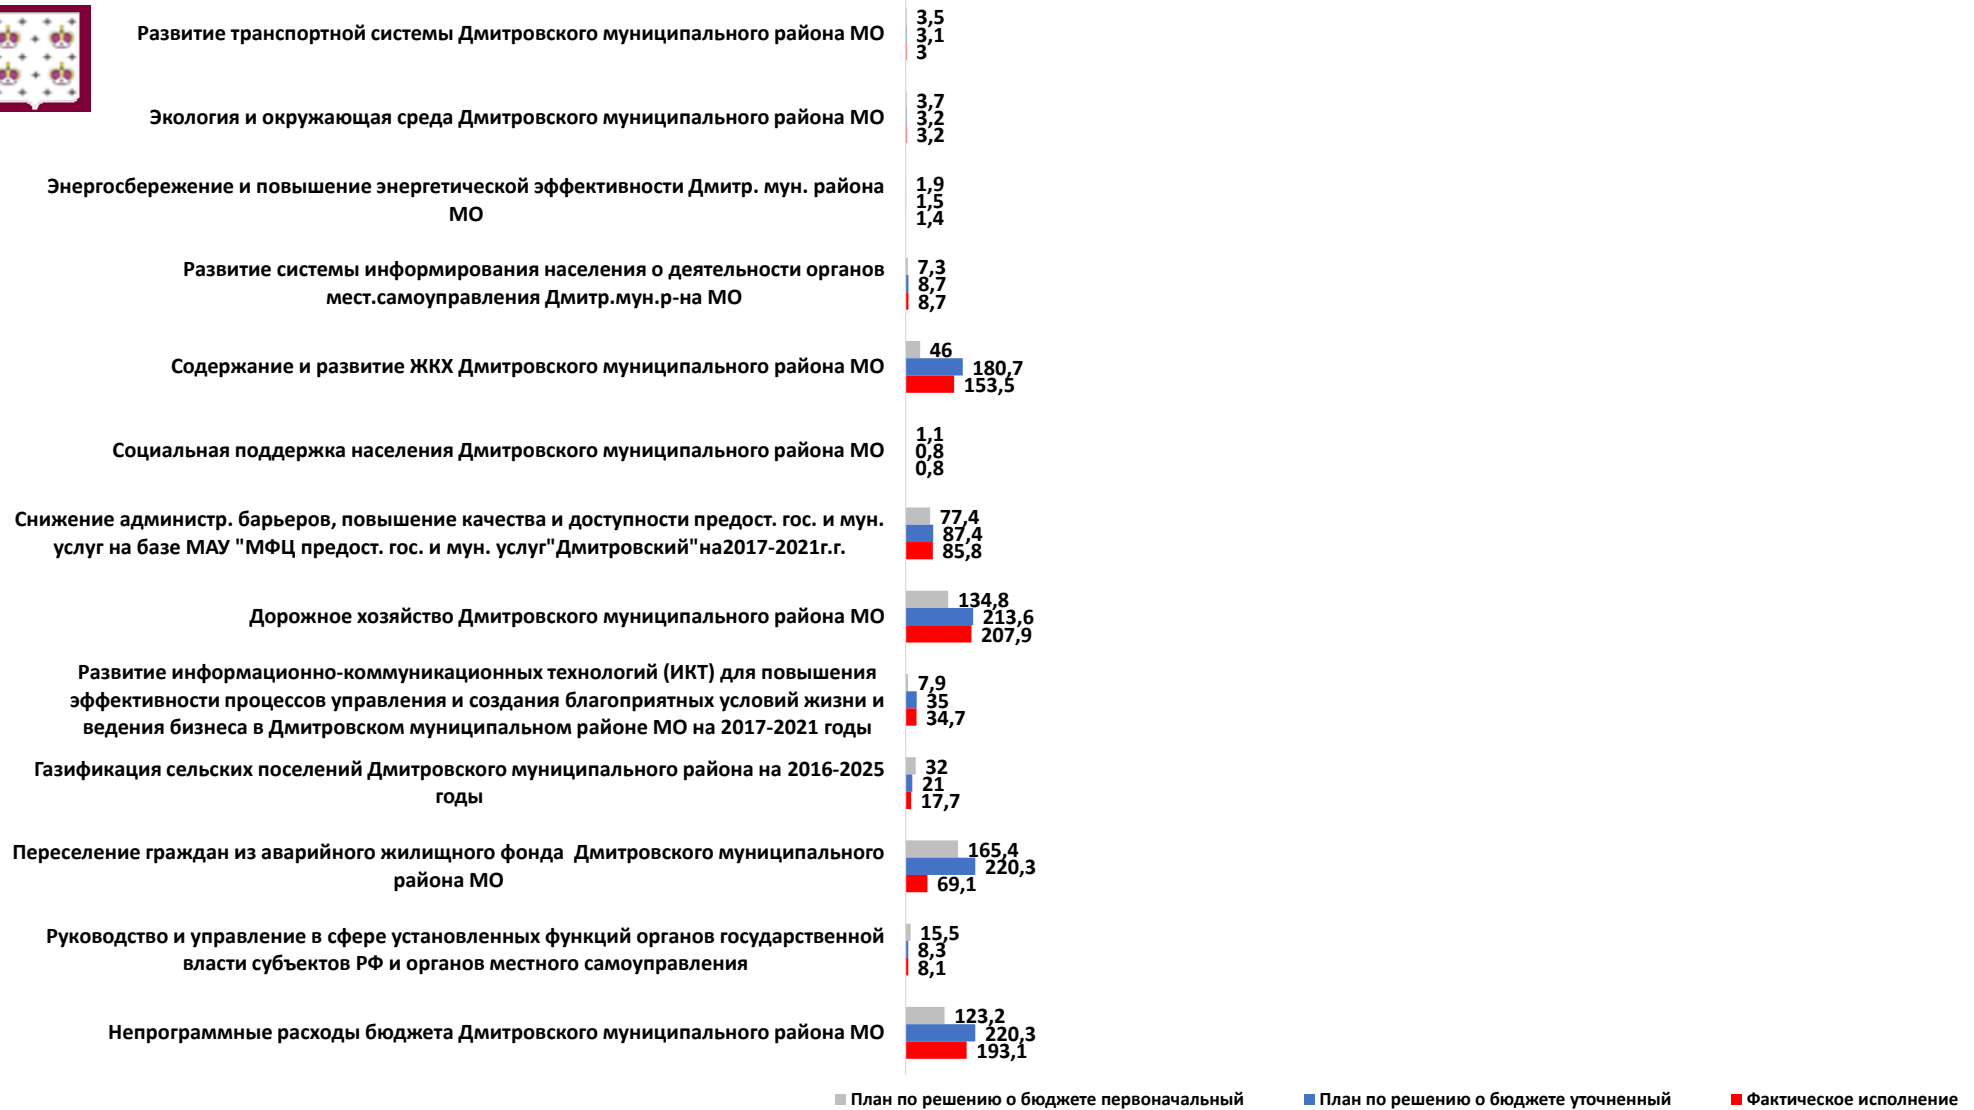 Развитие транспортной системы Дмитровского муниципального района МО
3,5
3,1
3
Экология и окружающая среда Дмитровского муниципального района МО
3,7
3,2
3,2
Энергосбережение и повышение энергетической эффективности Дмитр. мун. района
МО
1,9
1,5
1,4
Развитие системы информирования населения о деятельности органов
мест.самоуправления Дмитр.мун.р-на МО
7,3
8,7
8,7
Содержание и развитие ЖКХ Дмитровского муниципального района МО
46
180,7
153,5
Социальная поддержка населения Дмитровского муниципального района МО
1,1
0,8
0,8
Снижение администр. барьеров, повышение качества и доступности предост. гос. и мун.
услуг на базе МАУ "МФЦ предост. гос. и мун. услуг"Дмитровский"на2017-2021г.г.
77,4
87,4
85,8
Дорожное хозяйство Дмитровского муниципального района МО
134,8
213,6
207,9
Развитие информационно-коммуникационных технологий (ИКТ) для повышения
эффективности процессов управления и создания благоприятных условий жизни и
ведения бизнеса в Дмитровском муниципальном районе МО на 2017-2021 годы
7,9
35
34,7
Газификация сельских поселений Дмитровского муниципального района на 2016-2025
годы
32
21
17,7
Переселение граждан из аварийного жилищного фонда  Дмитровского муниципального
района МО
165,4
220,3
69,1
Руководство и управление в сфере установленных функций органов государственной
власти субъектов РФ и органов местного самоуправления
15,5
8,3
8,1
Непрограммные расходы бюджета Дмитровского муниципального района МО
123,2
220,3
193,1
План по решению о бюджете первоначальный
План по решению о бюджете уточненный
Фактическое исполнение